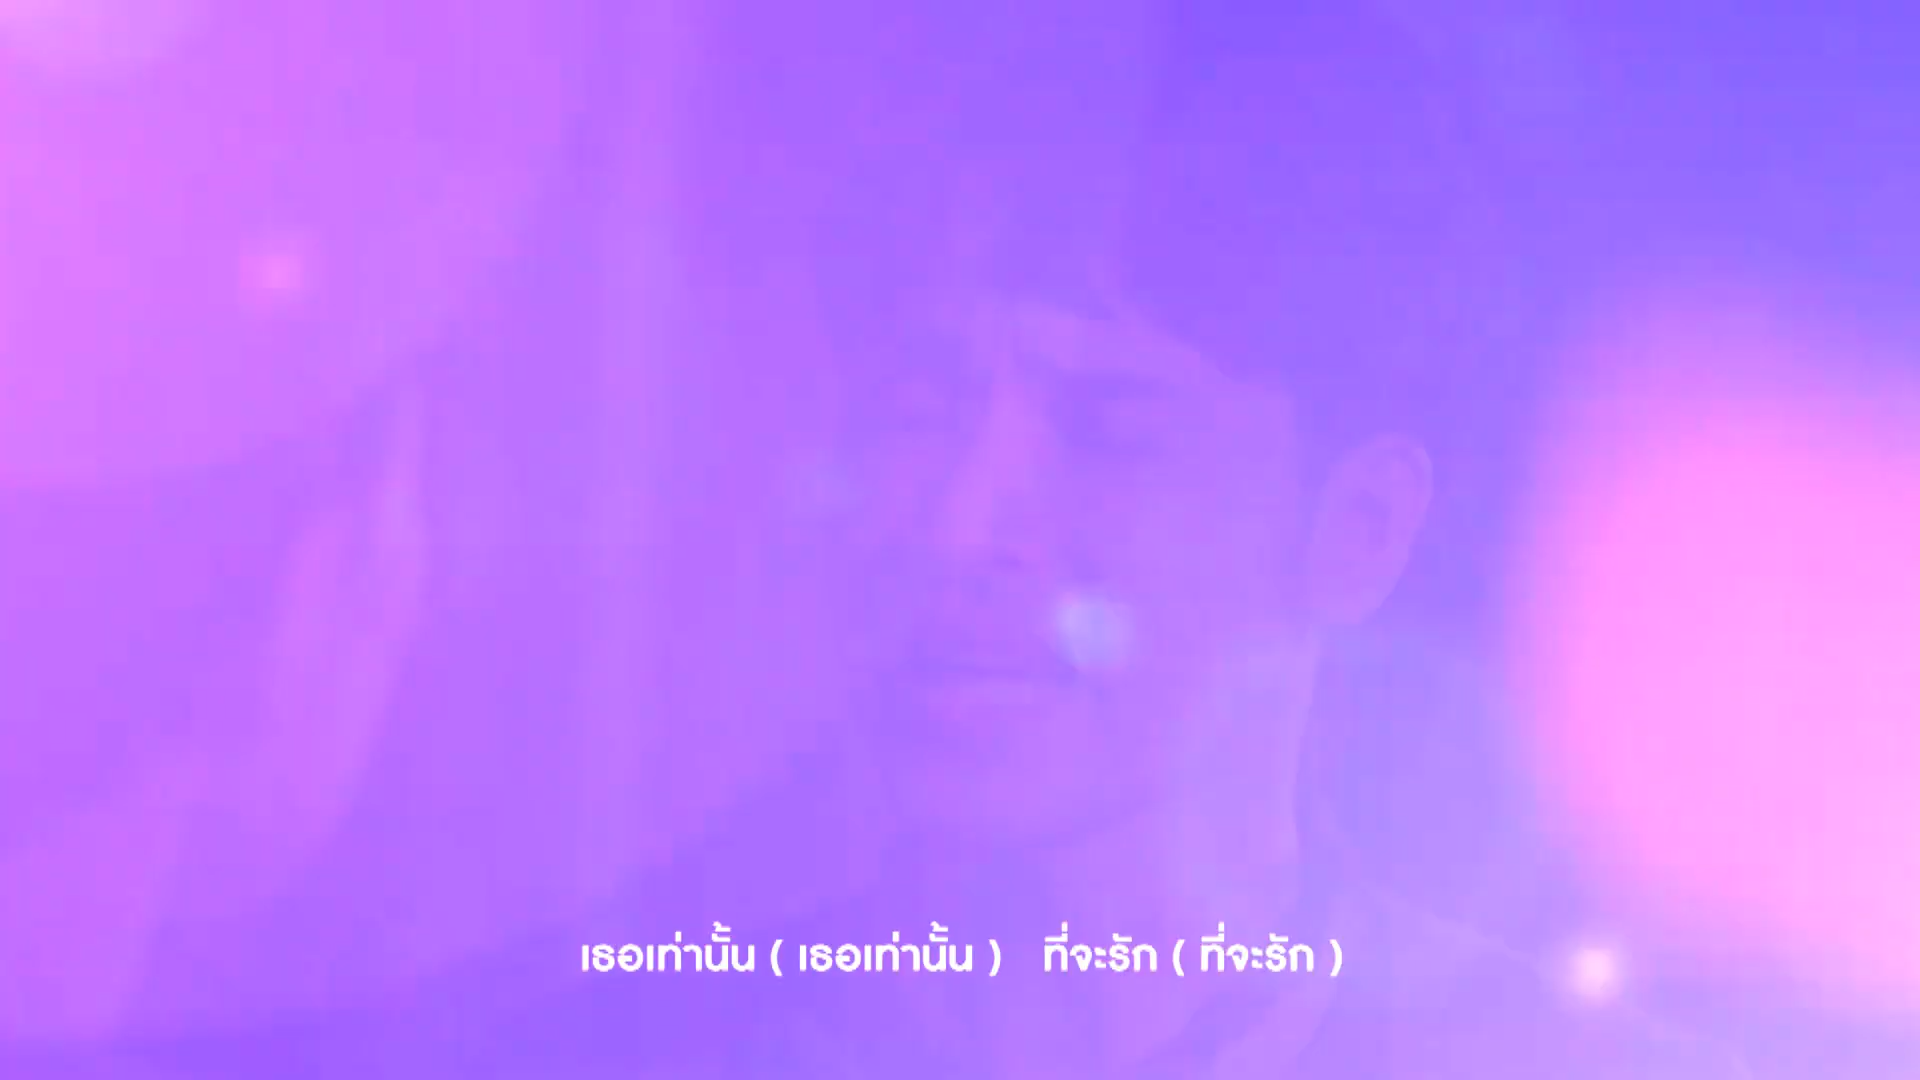 เธอเท่านั้น ( เธอเท่านั้น ) ที่จะรัก ( ที่จะรัก )